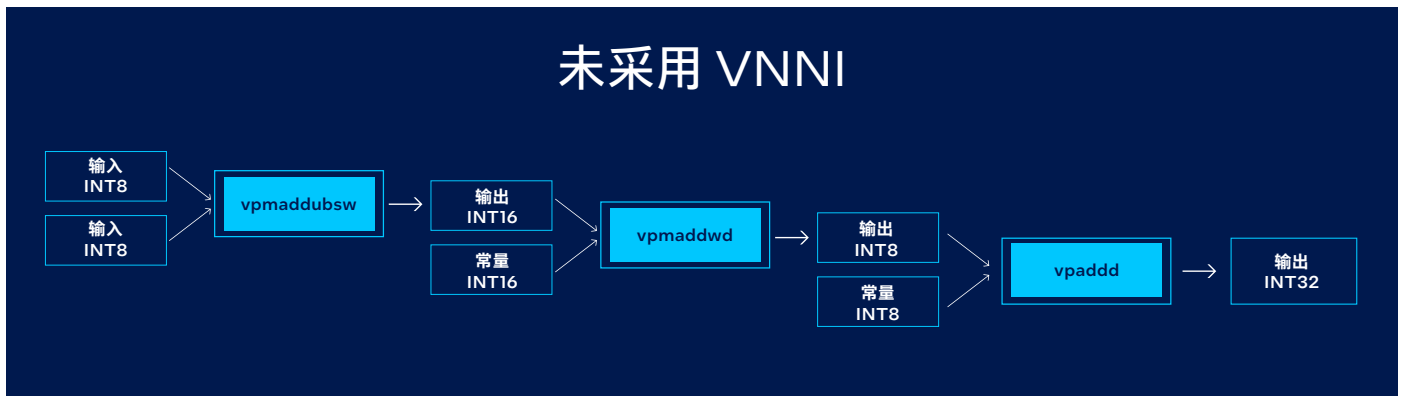 未采用 VNNI
输入
INT8
输入
INT8
vpmaddubsw
输出
INT16
常量
INT16
vpmaddwd
输出
INT8
常量
INT8
vpaddd
输出
INT32